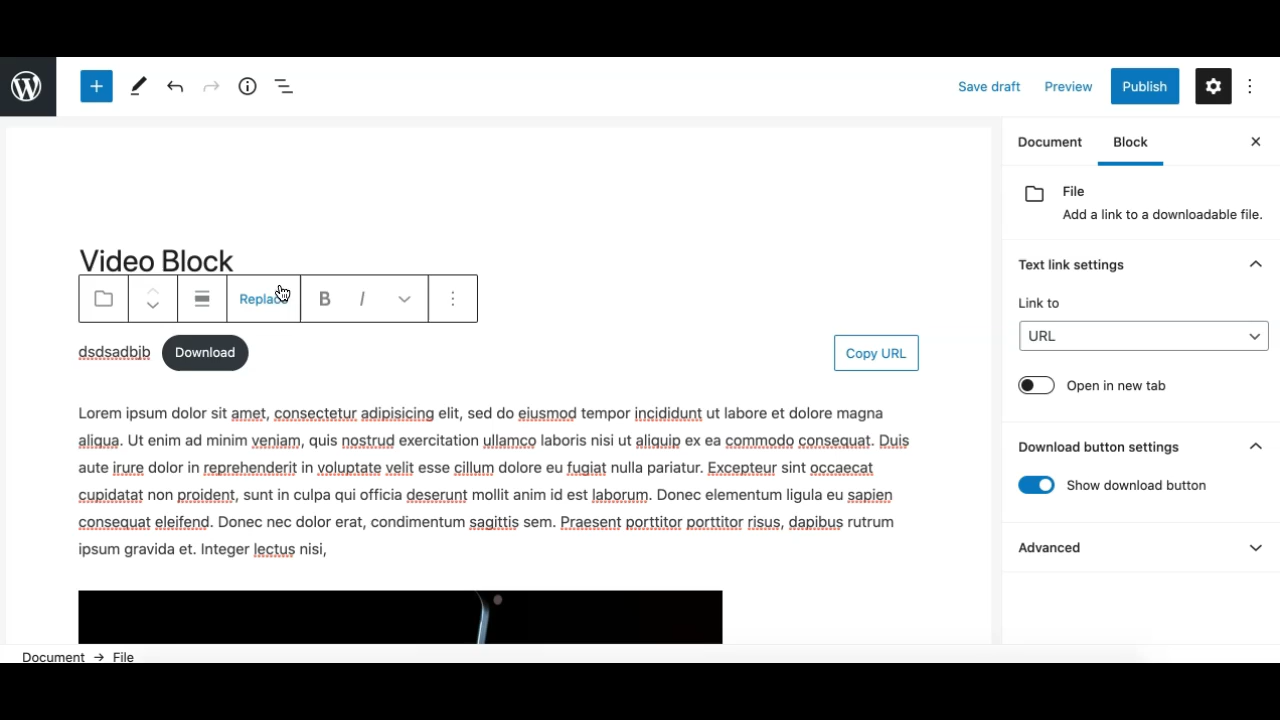 Save draft Preview Publish
Document Block
File
Add a link to a downloadable file.
Video Block
Text link settings
Replace B I
Link to
URL
dsdsadbjb Download Copy URL
Open in new tab
Lorem ipsum dolor sit amet, consectetur adipisicing elit, sed do eiusmod tempor incididunt ut labore et dolore magna
aliqua. Ut enim ad minim veniam, quis nostrud exercitation ullamco laboris nisi ut aliquip ex ea commodo consequat. Duis
aute irure dolor in reprehenderit in voluptate velit esse cillum dolore eu fugiat nulla pariatur. Excepteur sint occaecat
cupidatat non proident, sunt in culpa qui officia deserunt mollit anim id est laborum. Donec elementum ligula eu sapien
consequat eleifend. Donec nec dolor erat, condimentum sagittis sem. Praesent porttitor porttitor risus, dapibus rutrum
ipsum gravida et. Integer lectus nisi,
Download button settings
Show download button
Advanced
Document → File